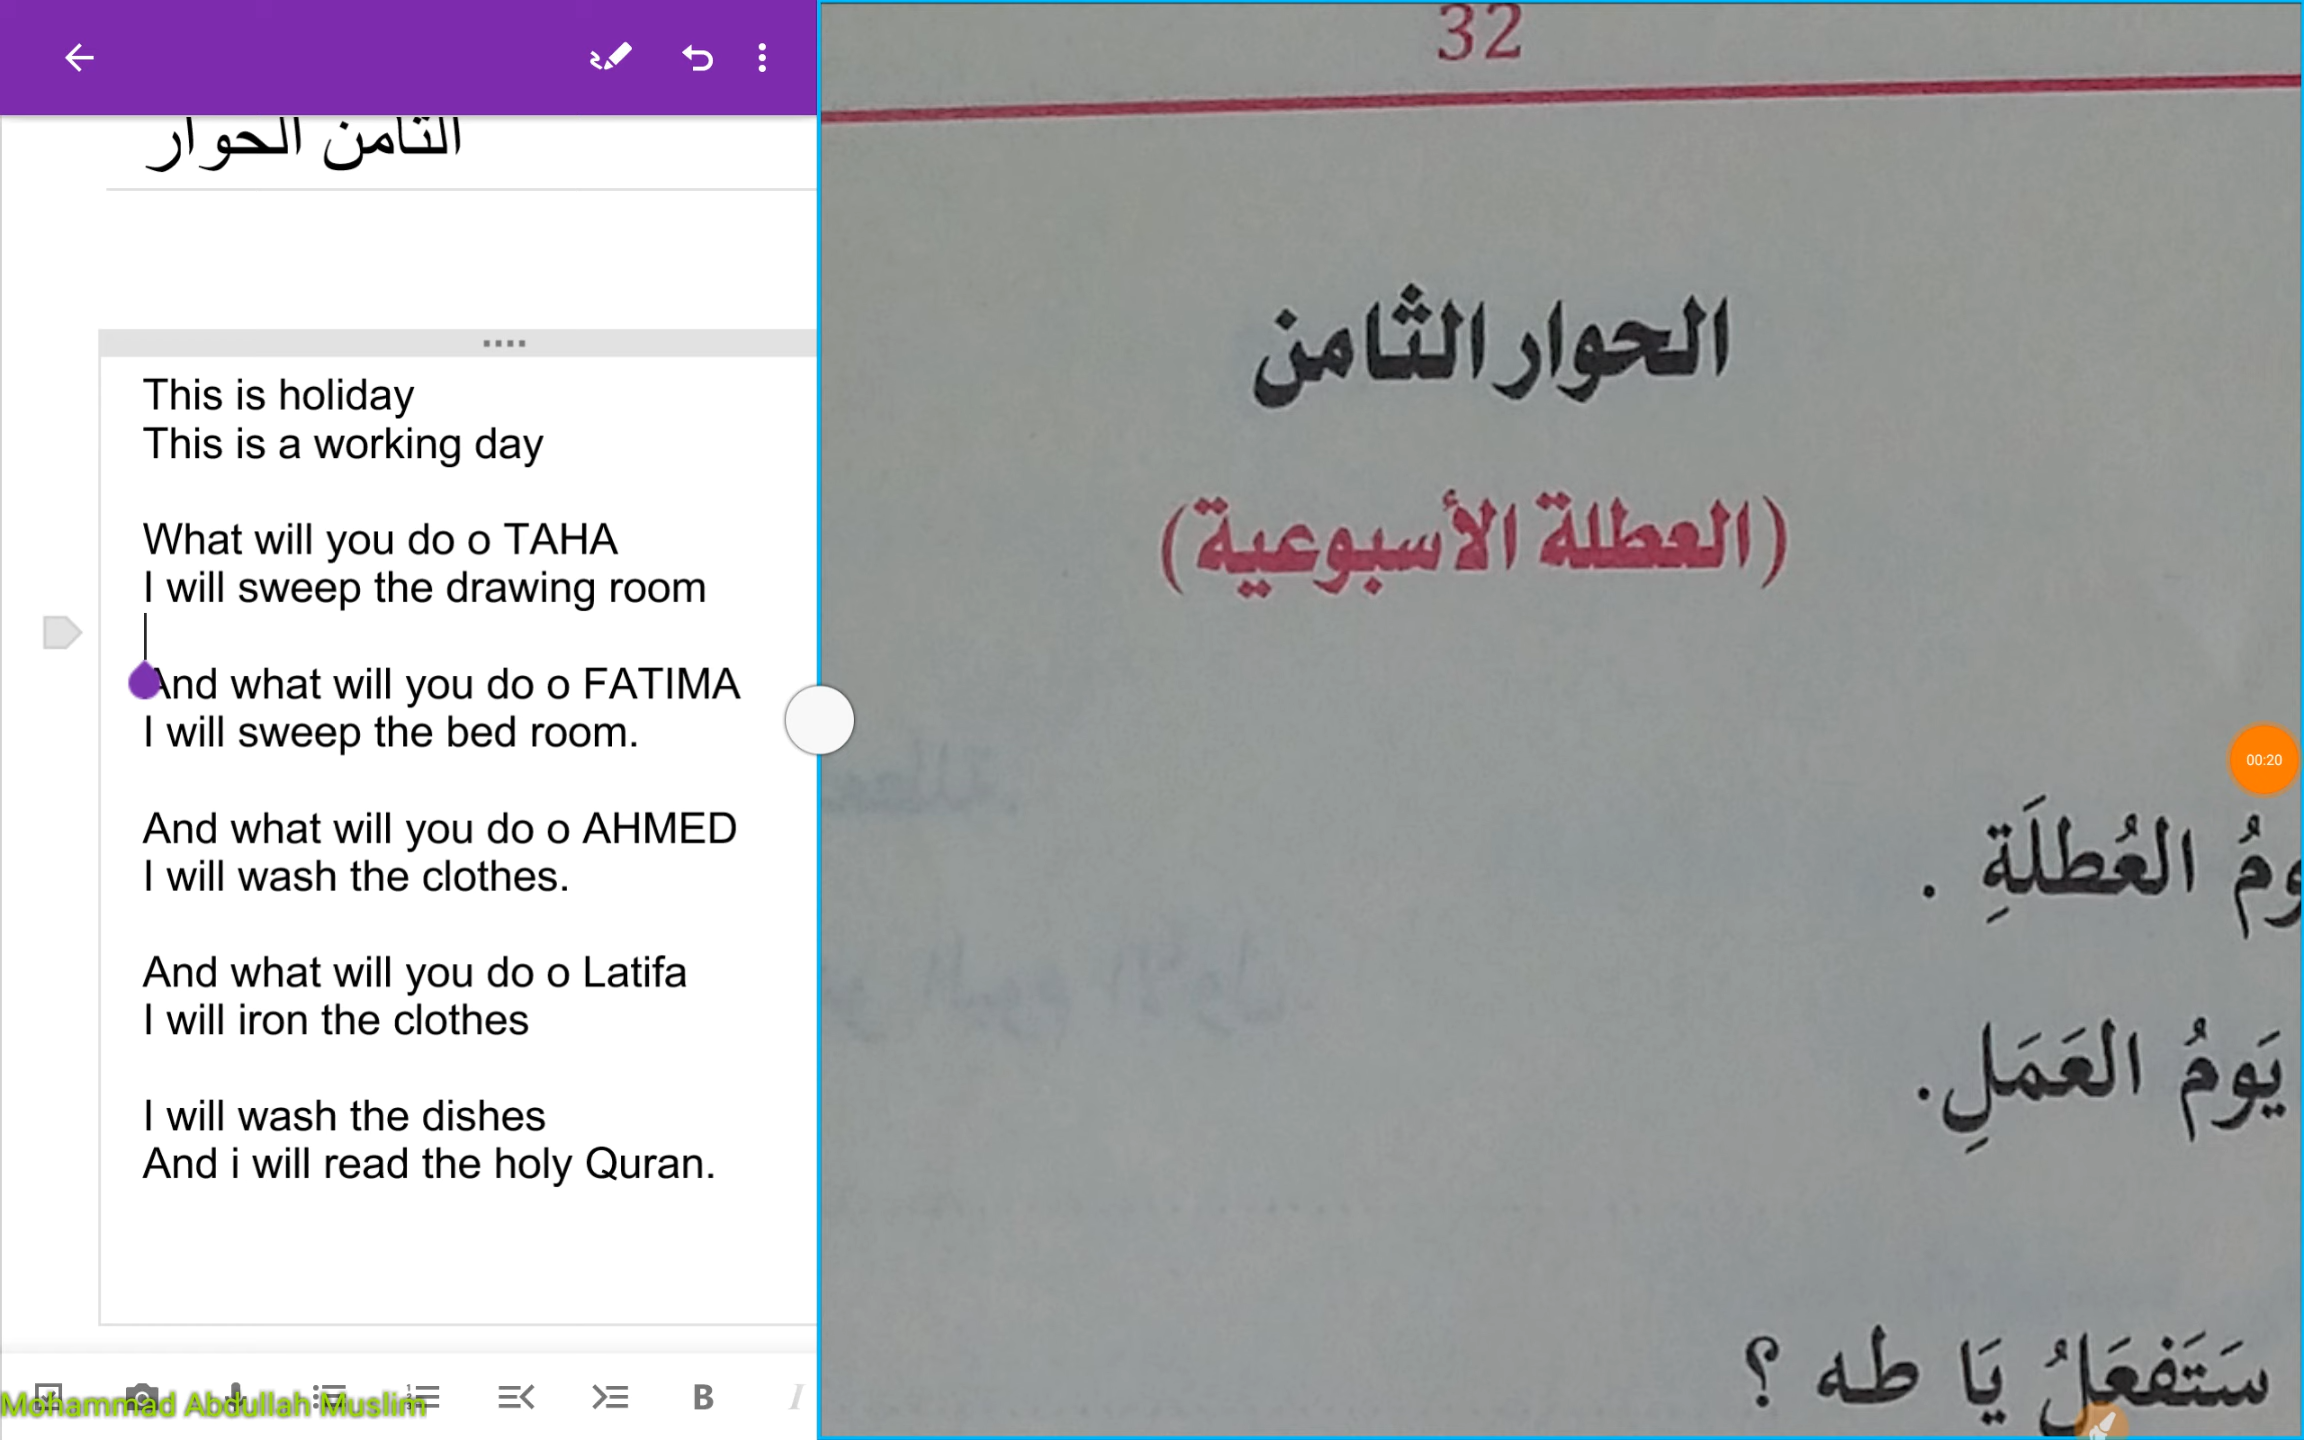 الثامن الحوار
This is holiday
This is a working day
What will you do o TAHA
I will sweep the drawing room
And what will you do o FATIMA
I will sweep the bed room.
And what will you do o AHMED
I will wash the clothes.
And what will you do o Latifa
I will iron the clothes
I will wash the dishes
And i will read the holy Quran.
B I
Mohammad Abdullah Muslim
32
الحوار الثامن
(العطلة الأسبوعية)
00:20
العُطلَةِ .
يَومُ العَمَلِ.
سَتَفعَلُ يَا طه ؟